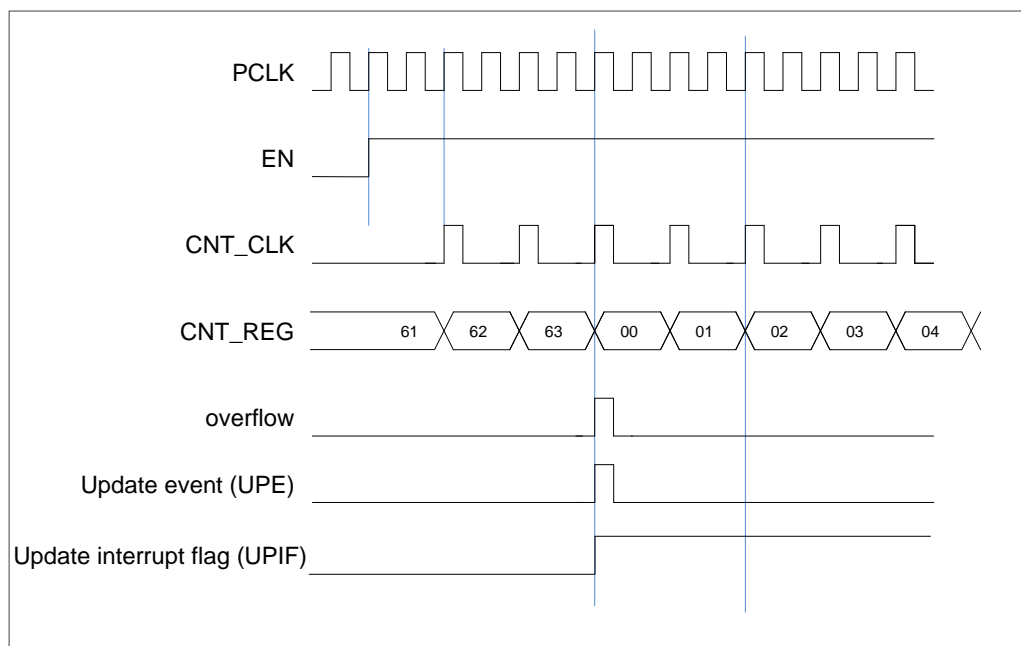 PCLK
EN
CNT_CLK
CNT_REG
61 62 63 00 01 02 03 04
overflow
Update event (UPE)
Update interrupt flag (UPIF)